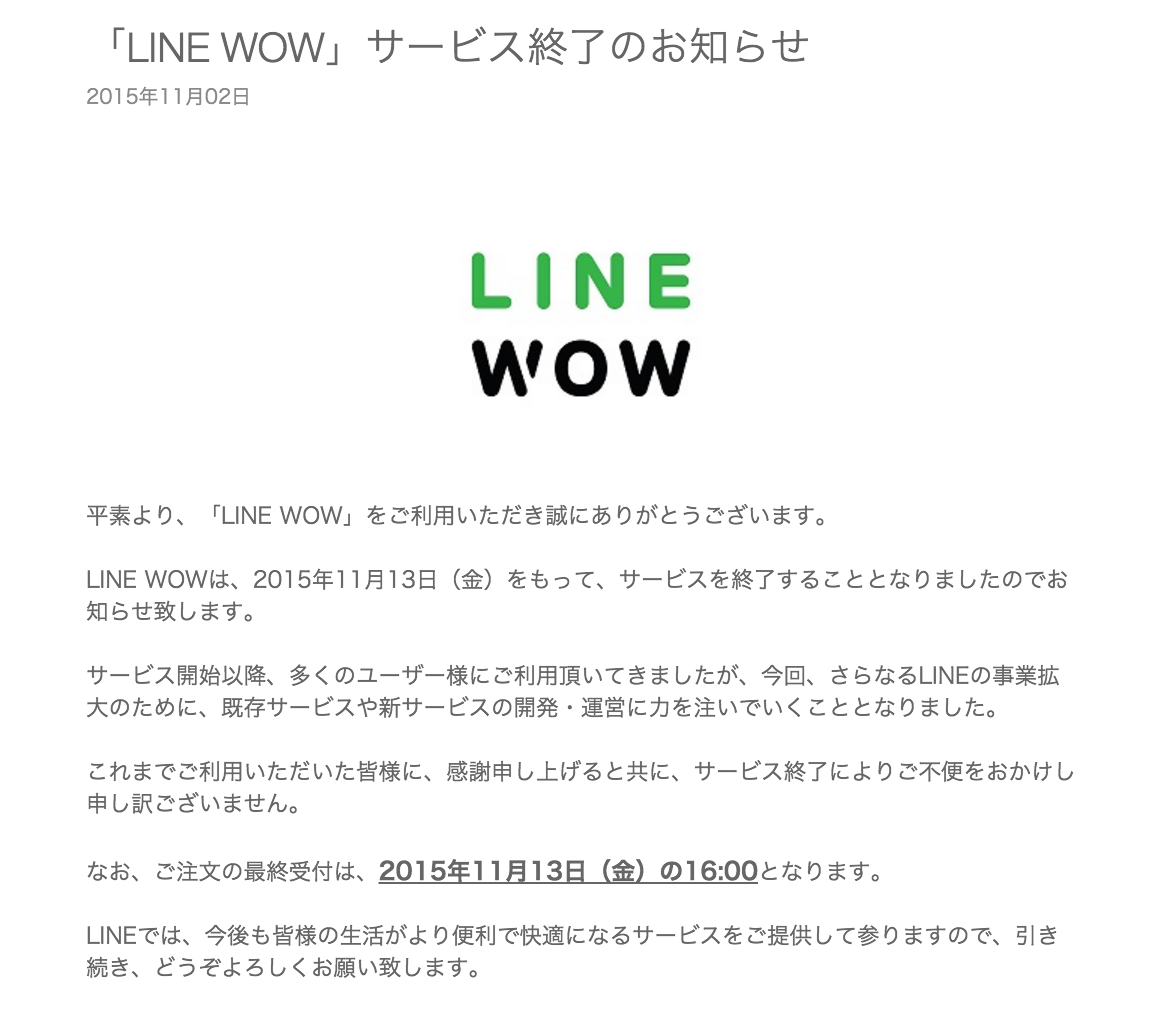 「LINE WOW」サービス終了のお知らせ
2015年11月02日
LINE
WOW
平素より、「LINE WOW」をご利用いただき誠にありがとうございます。
LINE WOWは、2015年11月13日（金）をもって、サービスを終了することとなりましたのでお
知らせ致します。
サービス開始以降、多くのユーザー様にご利用頂いてきましたが、今回、さらなるLINEの事業拡
大のために、既存サービスや新サービスの開発・運営に力を注いでいくこととなりました。
これまでご利用いただいた皆様に、感謝申し上げると共に、サービス終了によりご不便をおかけし
申し訳ございません。
なお、ご注文の最終受付は、2015年11月13日（金）の16:00となります。
LINEでは、今後も皆様の生活がより便利で快適になるサービスをご提供して参りますので、引き
続き、どうぞよろしくお願い致します。